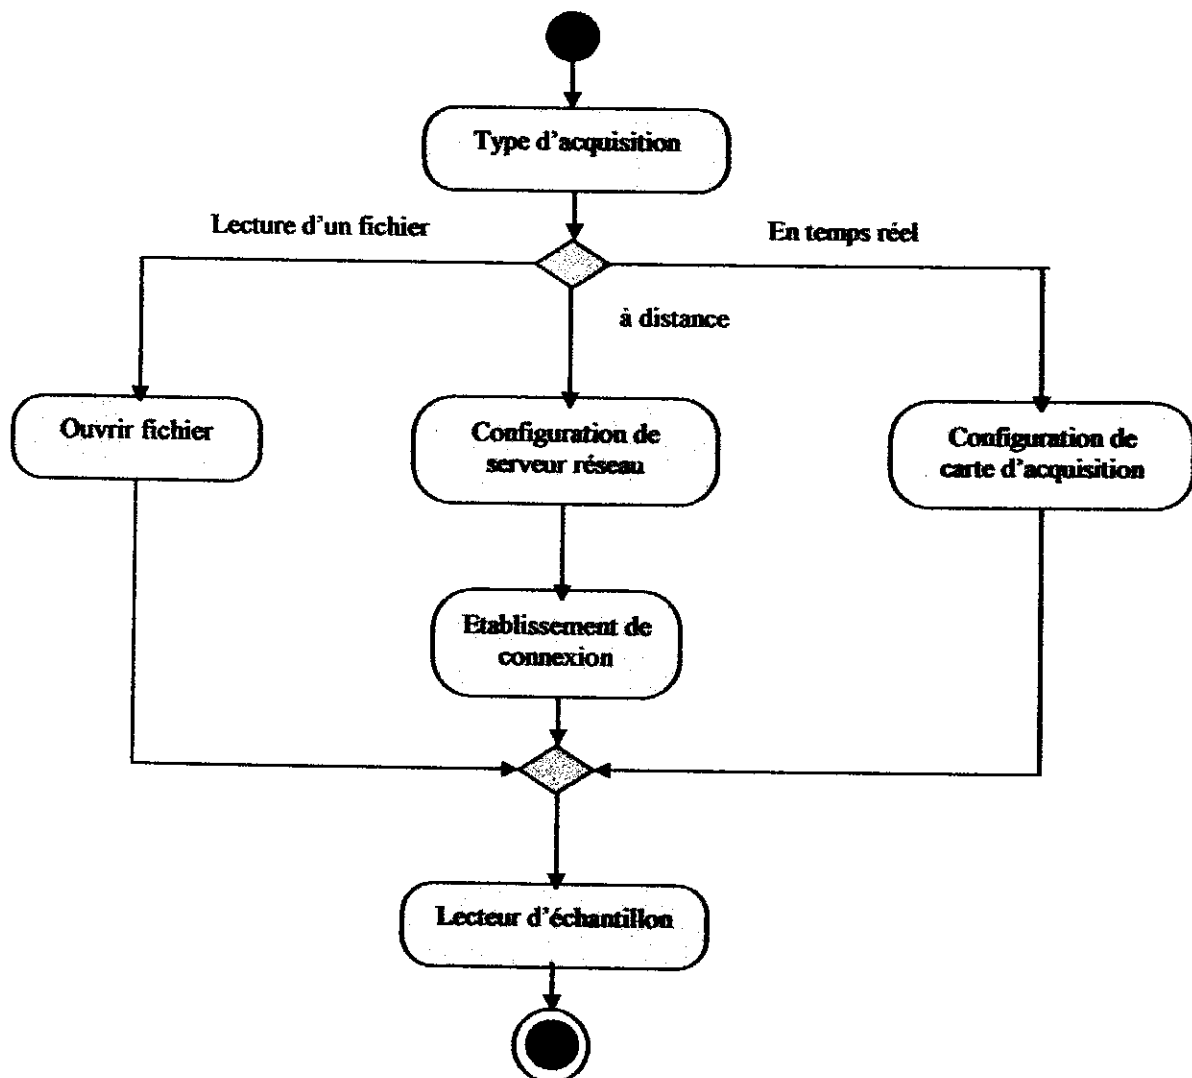 Type d'acquisition
Lecture d'un fichier
En temps réel
à distance
Ouvrir fichier
Configuration de
serveur réseau
Configuration de
carte d'acquisition
Etablissement de
connexion
Lecteur d'échantillon